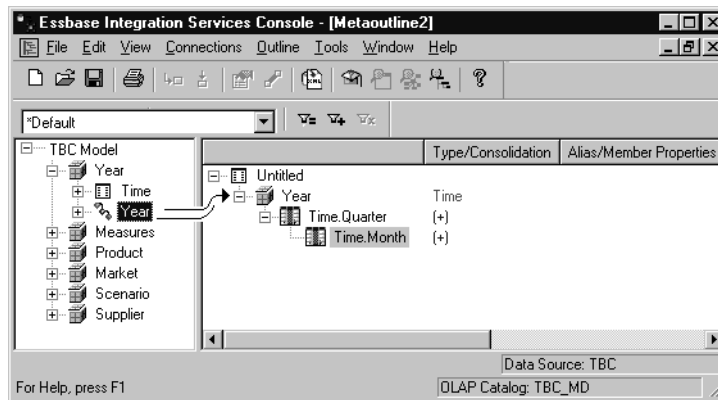 Essbase Integration Services Console - [Metaoutline2]
File Edit View Connections Outline Tools Window Help
*Default
TBC Model
Year
Time
Year
Measures
Product
Market
Scenario
Supplier
Type/Consolidation Alias/Member Properties
Untitled
Year Time
Time.Quarter (+)
Time.Month (+)
Data Source: TBC
For Help, press F1 OLAP Catalog: TBC_MD